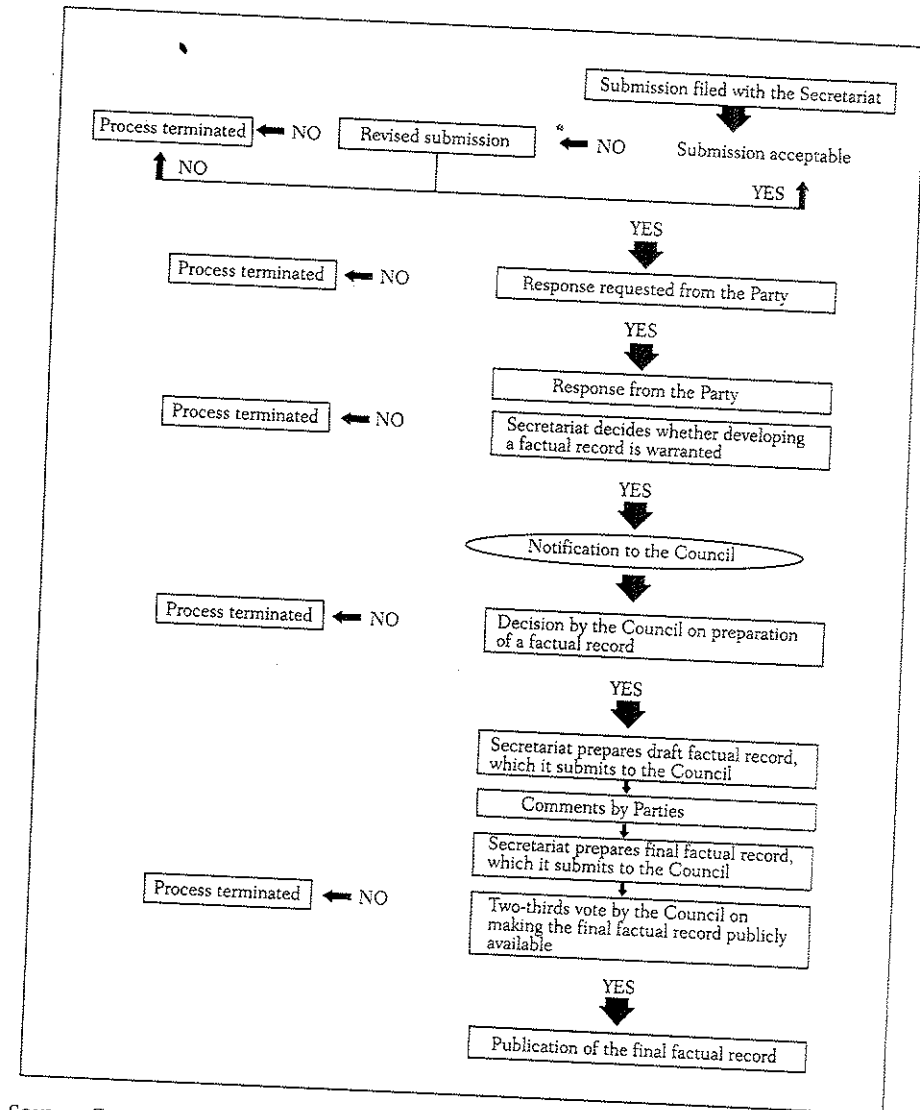 Submission filed with the Secretariat
Process terminated NO Revised submission NO Submission acceptable
NO YES
YES
Process terminated NO Response requested from the Party
YES
Response from the Party
Process terminated NO Secretariat decides whether developing
a factual record is warranted
YES
Notification to the Council
Process terminated NO Decision by the Council on preparation
of a factual record
YES
Secretariat prepares draft factual record,
which it submits to the Council
Comments by Parties
Secretariat prepares final factual record,
which it submits to the Council
Process terminated NO Two-thirds vote by the Council on
making the final factual record publicly
available
YES
Publication of the final factual record